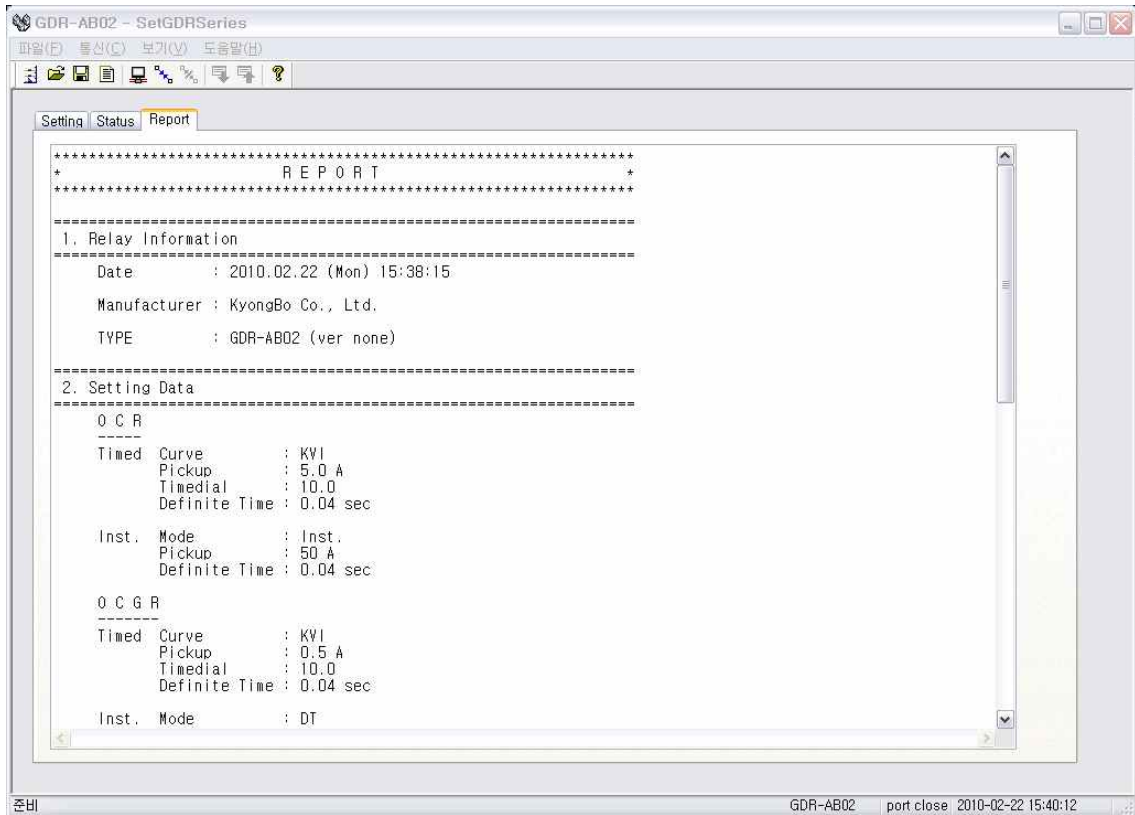 GDR-AB02 - SetGDRSeries
파일(F) 통신(C) 보기(V) 도움말(H)
Setting Status Report
*******************************************************************
* R E P O R T *
*******************************************************************
===================================================================
1. Relay Information
===================================================================
Date : 2010.02.22 (Mon) 15:38:15
Manufacturer : KyongBo Co., Ltd.
TYPE : GDR-AB02 (ver none)
===================================================================
2. Setting Data
===================================================================
O C R
-----
Timed Curve : KVI
Pickup : 5.0 A
Timedial : 10.0
Definite Time : 0.04 sec
Inst. Mode : Inst.
Pickup : 50 A
Definite Time : 0.04 sec
O C G R
-------
Timed Curve : KVI
Pickup : 0.5 A
Timedial : 10.0
Definite Time : 0.04 sec
Inst. Mode : DT
준비 GDR-AB02 port close 2010-02-22 15:40:12